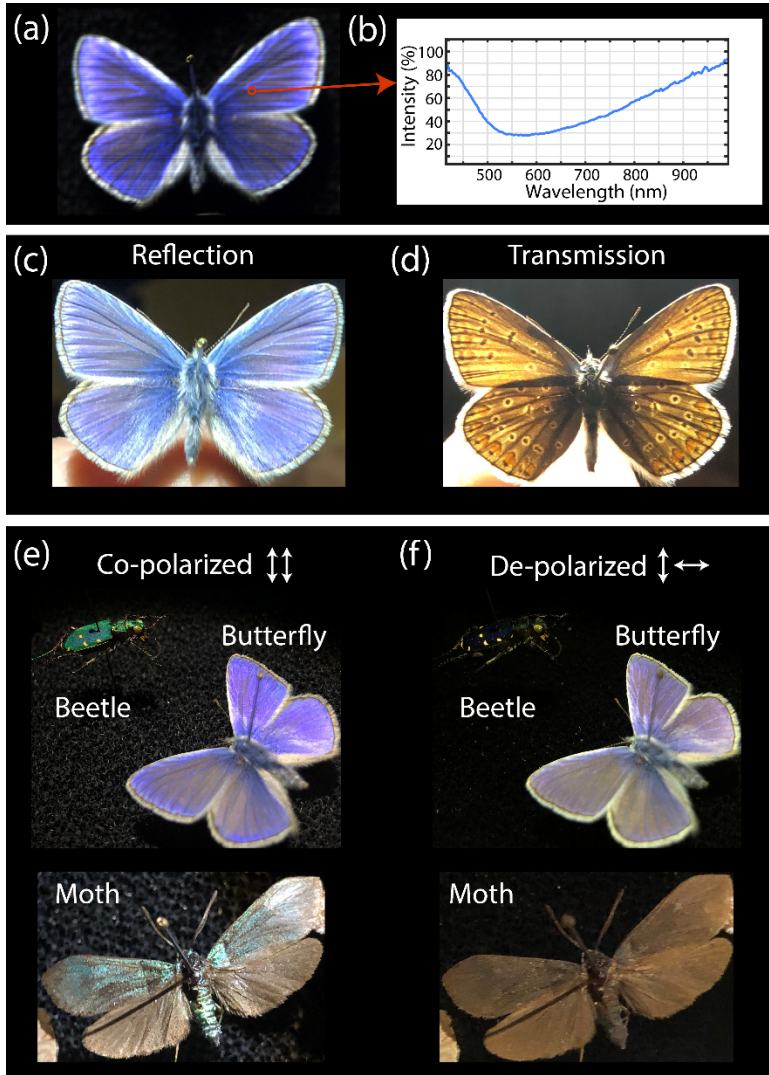 (a)
(b)
Intensity (%)
100
80
60
40
20
500 600 700 800 900
Wavelength (nm)
(c)
Reflection
(d)
Transmission
(e)
Co-polarized
(f)
De-polarized
Butterfly
Beetle
Butterfly
Beetle
Moth
Moth